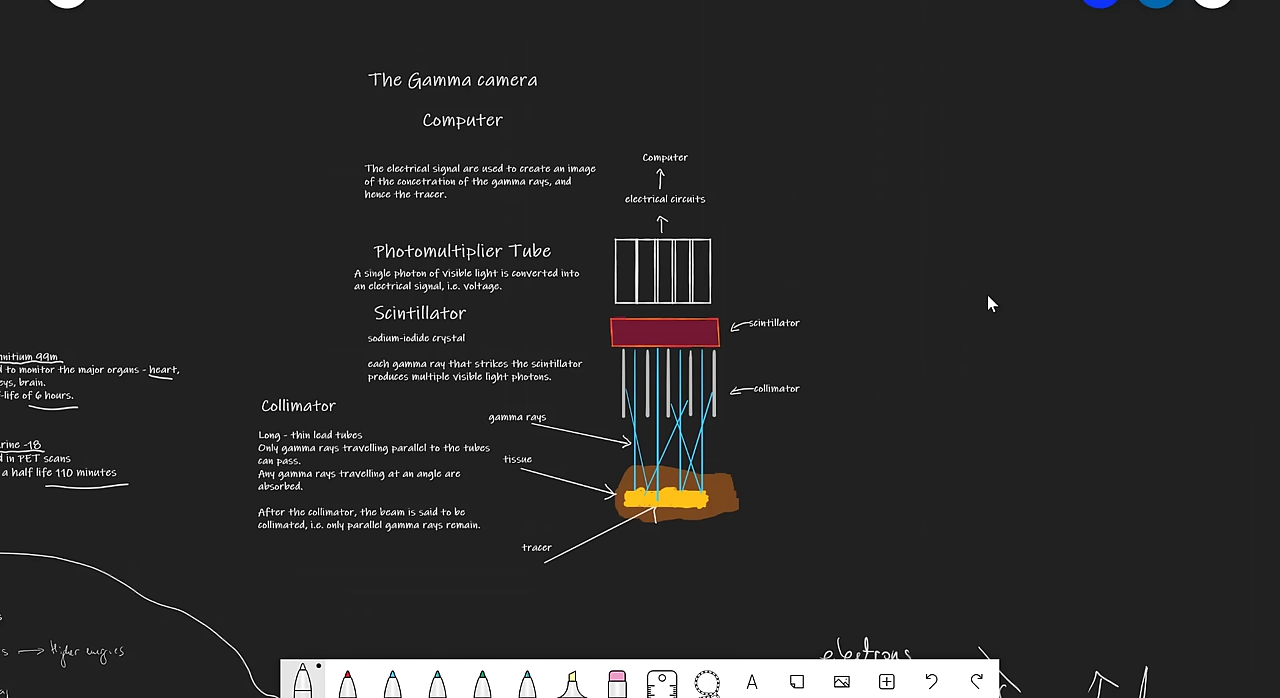 The Gamma camera
Computer
The electrical signal are used to create an image
of the concetration of the gamma rays, and
hence the tracer.
Computer
electrical circuits
Photomultiplier Tube
A single photon of visible light is converted into
an electrical signal, i.e. voltage.
Scintillator
sodium-iodide crystal
each gamma ray that strikes the scintillator
produces multiple visible light photons.
scintillator
collimator
Collimator
Long - thin lead tubes
Only gamma rays travelling parallel to the tubes
can pass.
Any gamma rays travelling at an angle are
absorbed.
After the collimator, the beam is said to be
collimated, i.e. only parallel gamma rays remain.
gamma rays
tissue
tracer
99m
to monitor the major organs - heart,
brain.
-life of 6 hours.
-18
in PET scans
a half life 110 minutes
s → Higher
electrons
A